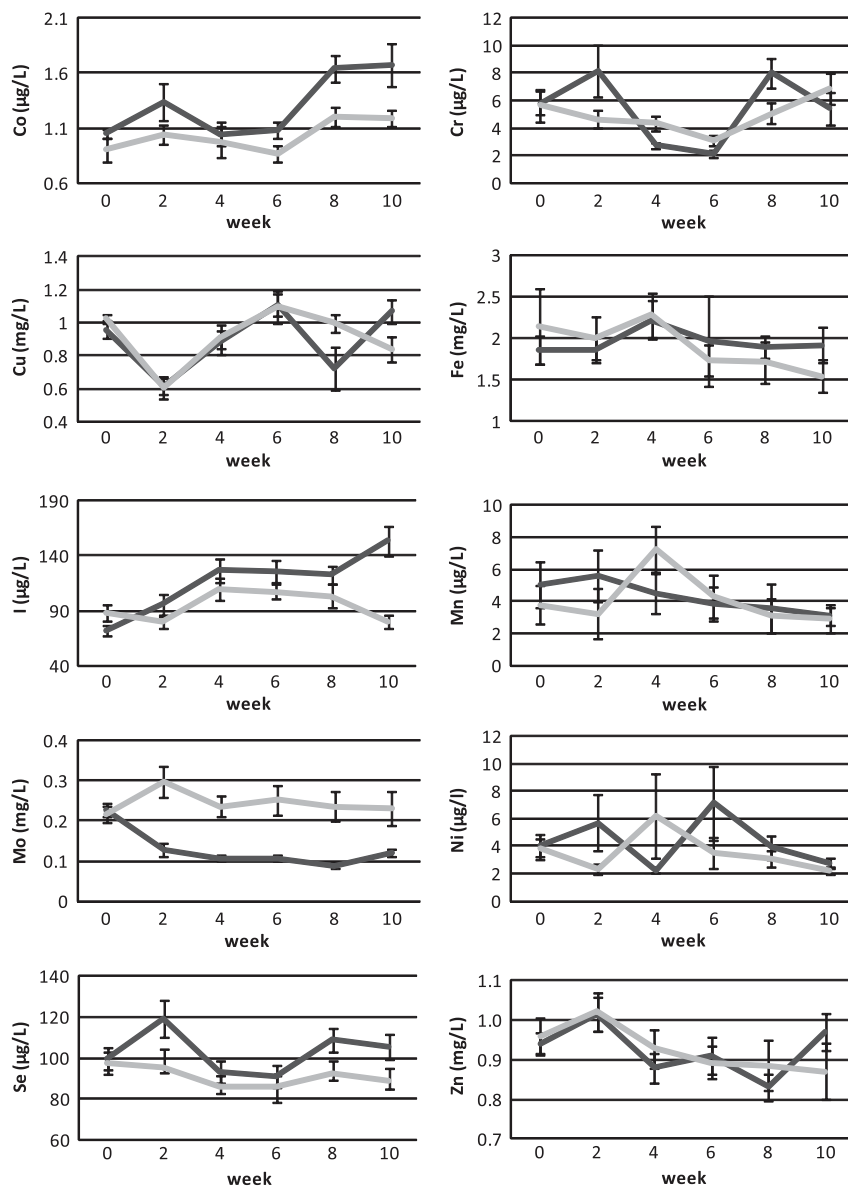 Co (µg/L)
2.1
1.6
1.1
0.6
0 2 4 6 8 10
week
Cr (µg/L)
12
10
8
6
4
2
0
0 2 4 6 8 10
week
Cu (mg/L)
1.4
1.2
1
0.8
0.6
0.4
0 2 4 6 8 10
week
Fe (mg/L)
3
2.5
2
1.5
1
0 2 4 6 8 10
week
I (µg/L)
190
140
90
40
0 2 4 6 8 10
week
Mn (µg/L)
10
8
6
4
2
0
0 2 4 6 8 10
week
Mo (mg/L)
0.4
0.3
0.2
0.1
0
0 2 4 6 8 10
week
Ni (µg/l)
12
10
8
6
4
2
0
0 2 4 6 8 10
week
Se (µg/L)
140
120
100
80
60
0 2 4 6 8 10
week
Zn (mg/L)
1.1
1.0
0.9
0.8
0.7
0 2 4 6 8 10
week